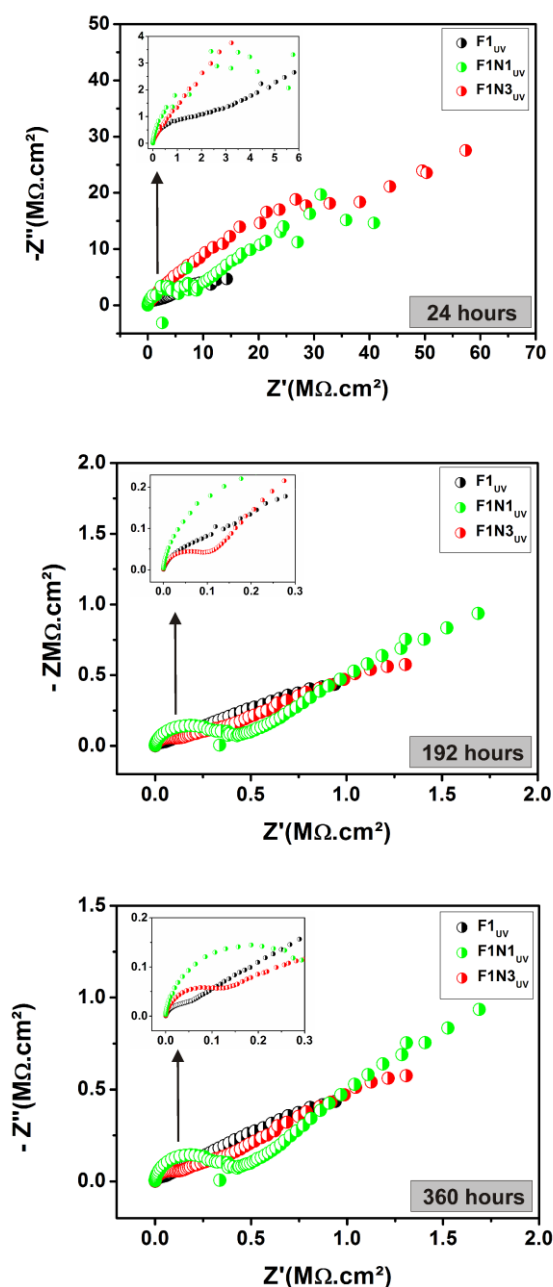 50
40
30
20
10
0
-Z"(MΩ.cm²)
4
3
2
1
0
0 1 2 3 4 5 6
F1UV
F1N1UV
F1N3UV
24 hours
0 10 20 30 40 50 60 70
Z'(MΩ.cm²)
2.0
1.5
1.0
0.5
0.0
- ZMΩ.cm²)
0.2
0.1
0.0
0.0 0.1 0.2 0.3
F1UV
F1N1UV
F1N3UV
192 hours
0.0 0.5 1.0 1.5 2.0
Z'(MΩ.cm²)
1.5
1.0
0.5
0.0
- Z"(MΩ.cm²)
0.2
0.1
0.0
0.0 0.1 0.2 0.3
F1UV
F1N1UV
F1N3UV
360 hours
0.0 0.5 1.0 1.5 2.0
Z'(MΩ.cm²)